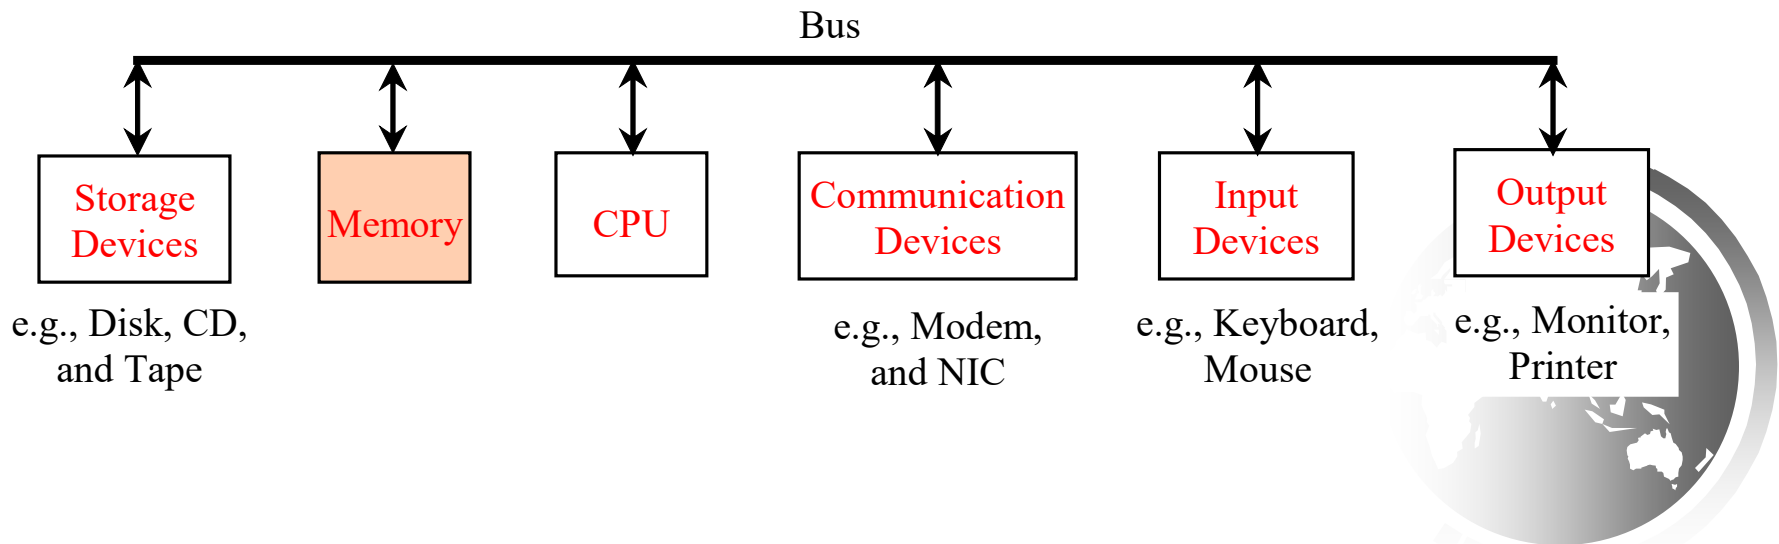 Bus
Storage
Devices
Memory
CPU
Communication
Devices
Input
Devices
Output
Devices
e.g., Disk, CD,
and Tape
e.g., Modem,
and NIC
e.g., Keyboard,
Mouse
e.g., Monitor,
Printer